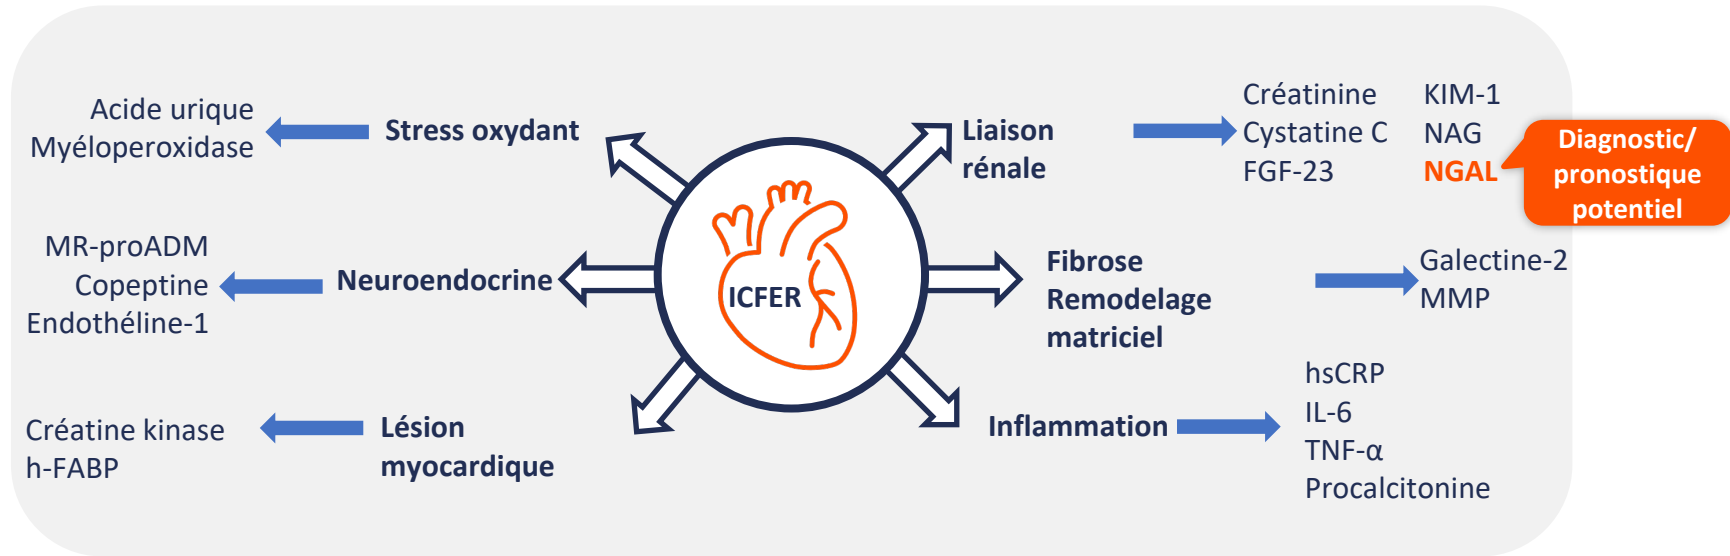 Acide urique
Myéloperoxidase
Stress oxydant
MR-proADM
Copeptine
Endothéline-1
Neuroendocrine
Créatine kinase
h-FABP
Lésion
myocardique
ICFER
Liaison
rénale
Créatinine
Cystatine C
FGF-23
KIM-1
NAG
NGAL
Diagnostic/
pronostique
potentiel
Fibrose
Remodelage
matriciel
Galectine-2
MMP
Inflammation
hsCRP
IL-6
TNF-α
Procalcitonine